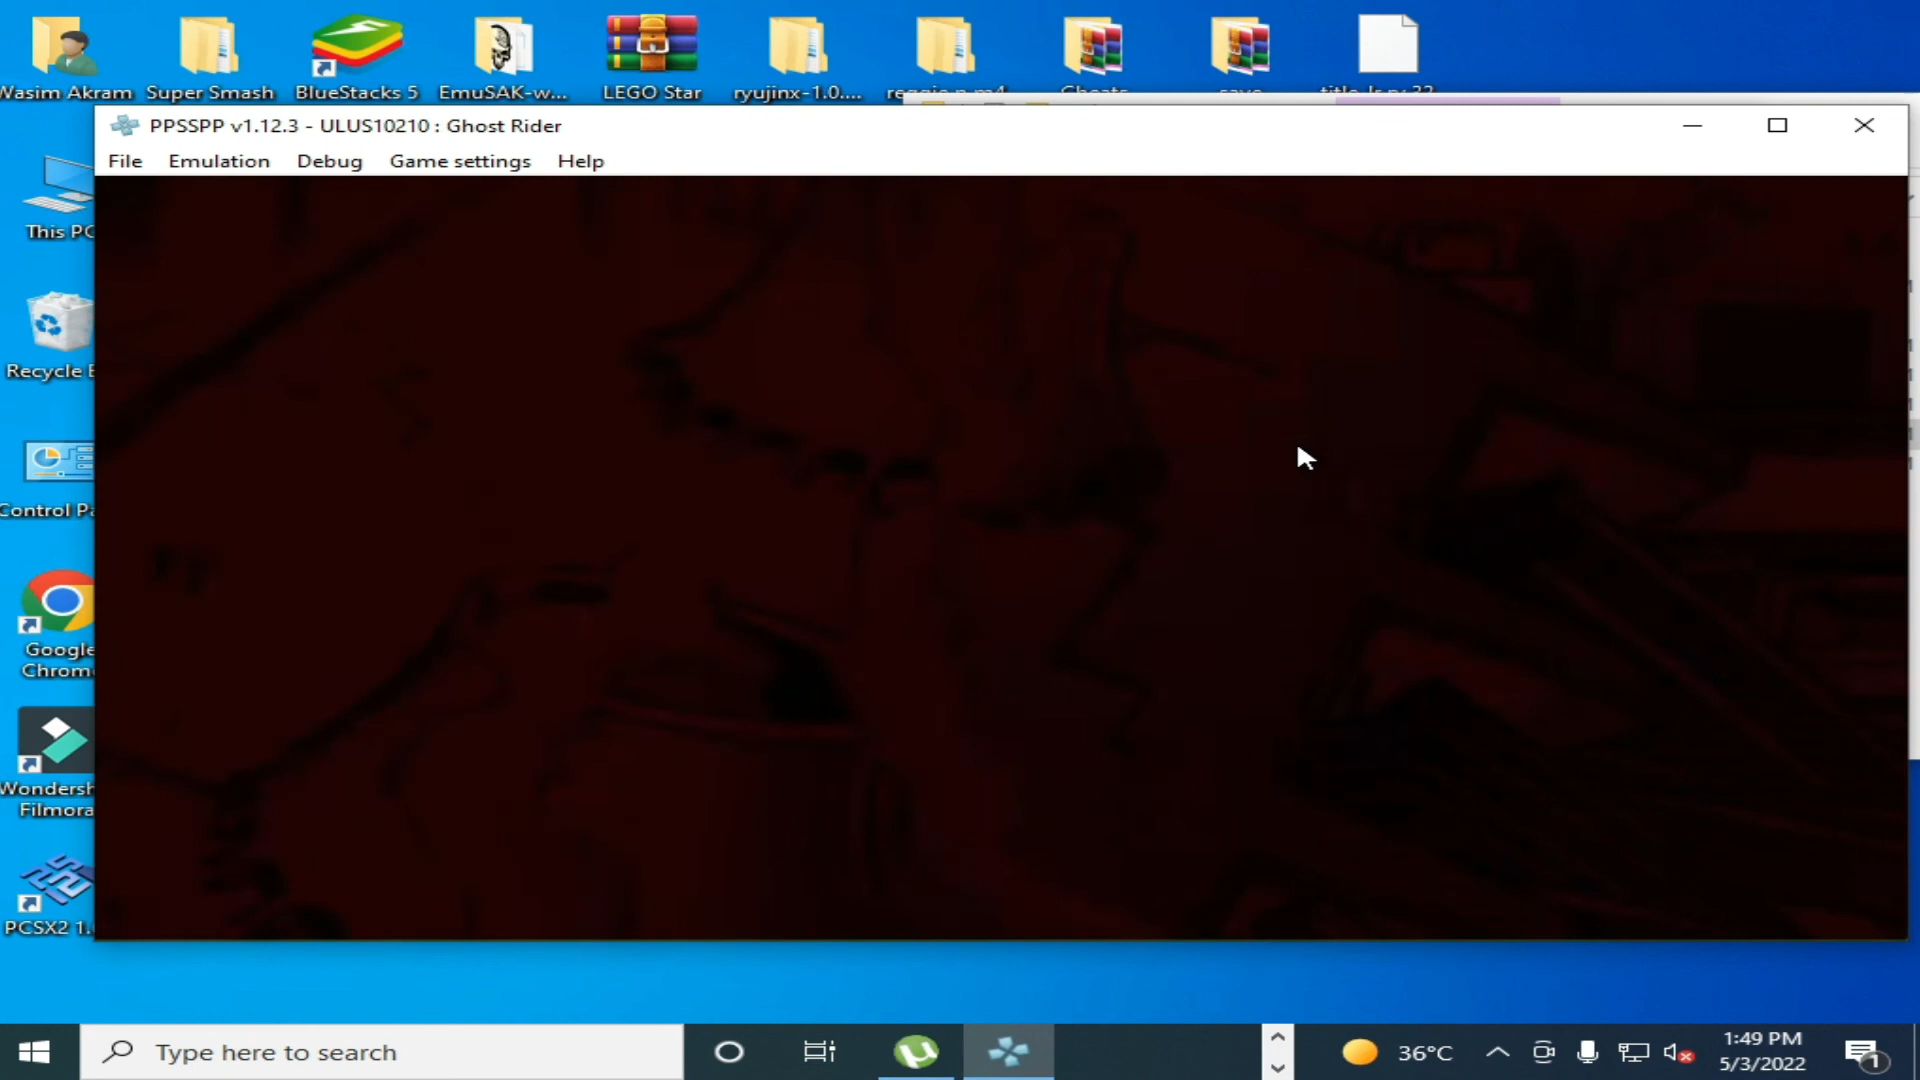 Wasim Akram
Super Smash
BlueStacks 5
EmuSAK-w...
LEGO Star
ryujinx-1.0....
PPSSPP v1.12.3 - ULUS10210 : Ghost Rider
File
Emulation
Debug
Game settings
Help
This PC
Recycle
Control
Google
Chrom
Wondersh
Filmora
PCSX2 1.
Type here to search
36°C
1:49 PM
5/3/2022
1